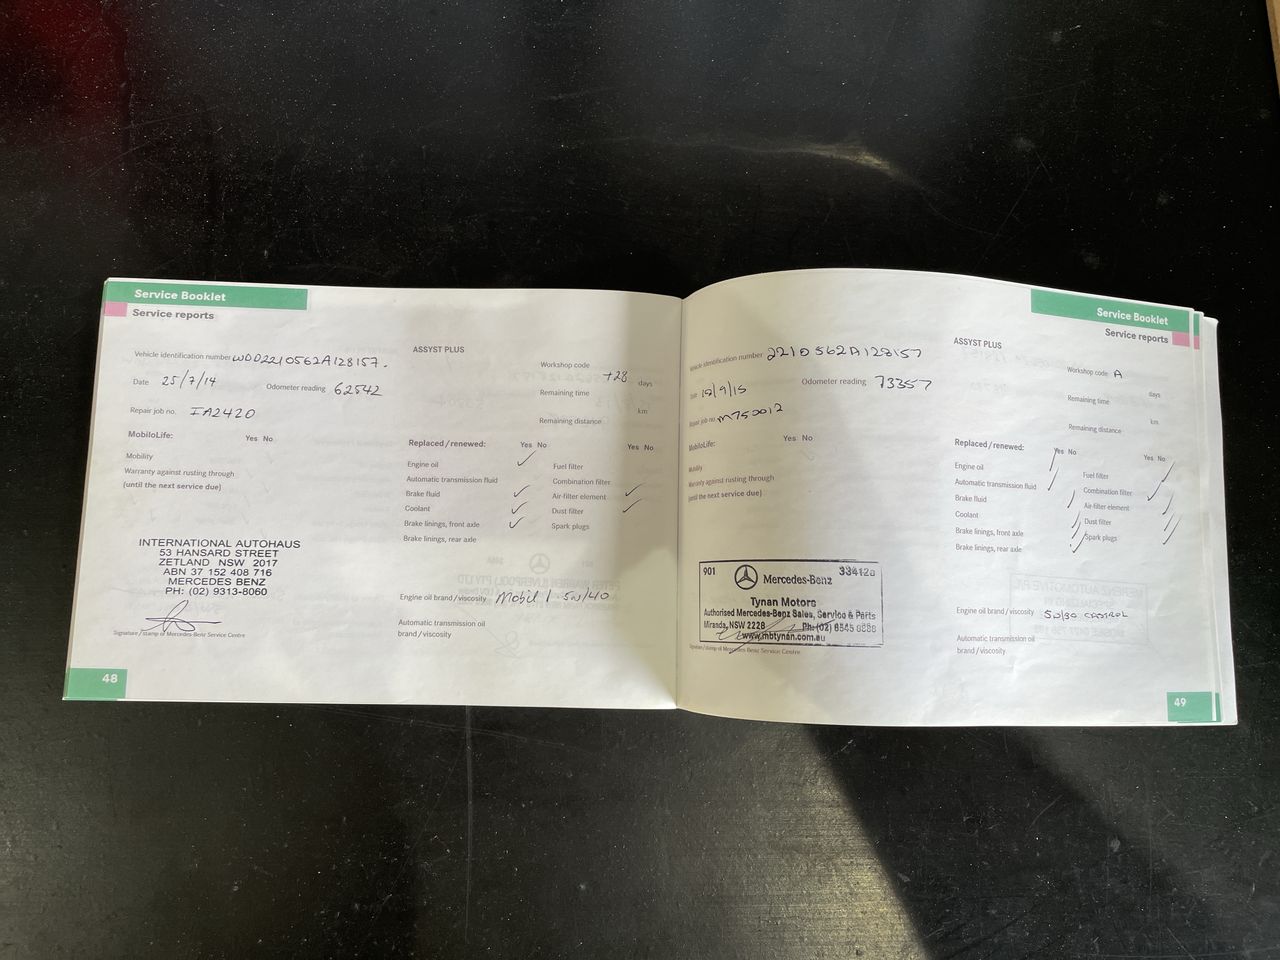 Service Booklet
Service reports
Vehicle identification number WDD2210562A128157.
Date 25/7/14 Odometer reading 62542
Repair job no. IA2420
MobiloLife: Yes No
Mobility
Warranty against rusting through
(until the next service due)
INTERNATIONAL AUTOHAUS
53 HANSARD STREET
ZETLAND NSW 2017
ABN 37 152 408 716
MERCEDES BENZ
PH: (02) 9313-8060
Signature / stamp of Mercedes-Benz Service Centre
48
ASSYST PLUS
Workshop code
+28 days
Remaining time
km
Remaining distance
Replaced / renewed: Yes No Yes No
Engine oil ✓ Fuel filter
Automatic transmission fluid Combination filter ✓
Brake fluid ✓ Air-filter element ✓
Coolant ✓ Dust filter
Brake linings, front axle ✓ Spark plugs
Brake linings, rear axle
Engine oil brand / viscosity Mobil 1 . 5W/40
Automatic transmission oil
brand / viscosity
Service Booklet
Service reports
Vehicle identification number 2210562A128157
Date Odometer reading 73357
Repair job no M750012
MobiloLife: Yes No
Mobility
Warranty against rusting through
(until the next service due)
901 Mercedes-Benz
Tynan Motors
Authorised Mercedes-Benz Sales, Service & Parts
Miranda, NSW 2228 Ph: (02) 8545 8888
www.mbtynan.com.au
Signature / stamp of Mercedes Benz Service Centre
ASSYST PLUS
Workshop code A
days
Remaining time
km
Remaining distance
Replaced / renewed: Yes No Yes No
Engine oil Fuel filter
Automatic transmission fluid Combination filter
Brake fluid Air-filter element
Coolant Dust filter
Brake linings, front axle Spark plugs
Brake linings, rear axle
Engine oil brand / viscosity 5W/30 CASTROL
Automatic transmission oil
brand / viscosity
49